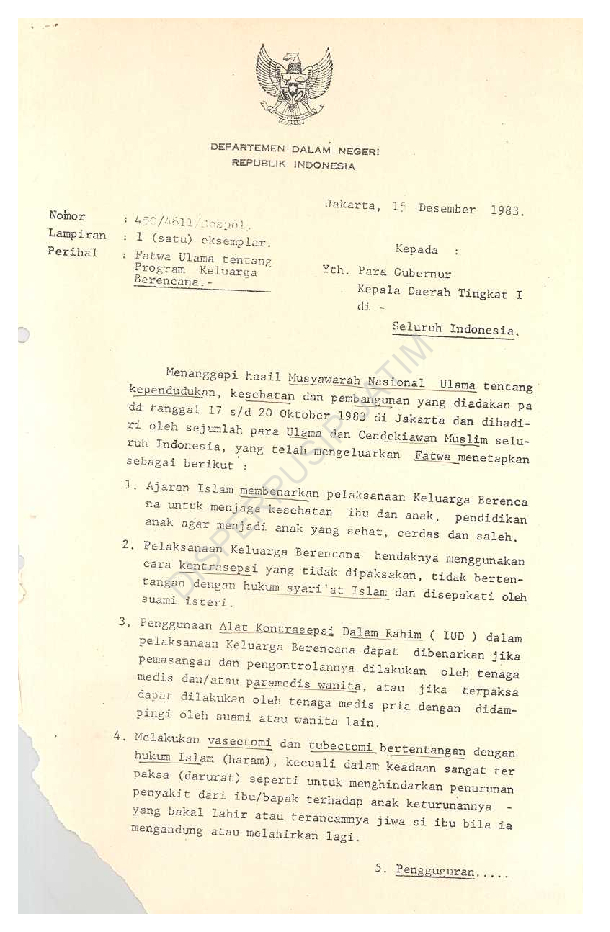 DEPARTEMEN DALAM NEGERI
REPUBLIK INDONESIA
Jakarta, 15 Desember 1983.
Nomor :
Lampiran : 1 (satu) eksemplar.
Perihal : Fatwa Ulama tentang
Program Keluarga
Berencana.-
Kepada :
Yth. Para Gubernur
Kepala Daerah Tingkat I
di -
Seluruh Indonesia.
Menanggapi hasil Musyawarah Nasional Ulama tentang
kependudukan, kesehatan dan pembangunan yang diadakan pa
da tanggal 17 s/d 20 Oktober 1983 di Jakarta dan dihadi-
ri oleh sejumlah para Ulama dan Cendekiawan Muslim selu-
ruh Indonesia, yang telah mengeluarkan Fatwa menetapkan
sebagai berikut :
1. Ajaran Islam membenarkan pelaksanaan Keluarga Berenca
na untuk menjaga kesehatan ibu dan anak, pendidikan
anak agar menjadi anak yang sehat, cerdas dan saleh.
2. Pelaksanaan Keluarga Berencana hendaknya menggunakan
cara kontrasepsi yang tidak dipaksakan, tidak berten-
tangan dengan hukum syari'at Islam dan disepakati oleh
suami isteri.
3. Penggunaan Alat Kontrasepsi Dalam Rahim ( IUD ) dalam
pelaksanaan Keluarga Berencana dapat dibenarkan jika
pemasangan dan pengontrolannya dilakukan oleh tenaga
medis dan/atau paramedis wanita, atau jika terpaksa
dapat dilakukan oleh tenaga medis pria dengan didam-
pingi oleh suami atau wanita lain.
4. Melakukan vasectomi dan tubectomi bertentangan dengan
hukum Islam (haram), kecuali dalam keadaan sangat ter
paksa (darurat) seperti untuk menghindarkan penurunan
penyakit dari ibu/bapak terhadap anak keturunannya -
yang bakal lahir atau terancamnya jiwa si ibu bila ia
mengandung atau melahirkan lagi.
5. Pengguguran.....
DISPERPUSIP JATIM